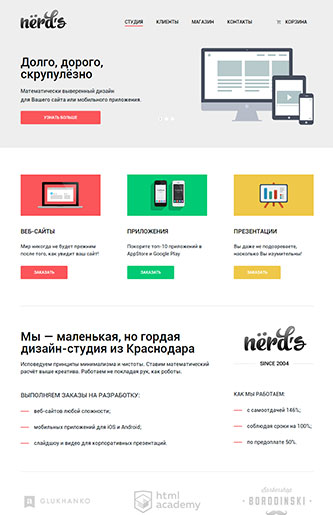 nёrd's
СТУДИЯ КЛИЕНТЫ МАГАЗИН КОНТАКТЫ КОРЗИНА
Долго, дорого,
скрупулёзно
Математически выверенный дизайн
для Вашего сайта или мобильного приложения.
УЗНАТЬ БОЛЬШЕ
ВЕБ-САЙТЫ
Мир никогда не будет прежним
после того, как увидит ваш сайт!
ЗАКАЗАТЬ
ПРИЛОЖЕНИЯ
Покорите топ-10 приложений в
AppStore и Google Play
ЗАКАЗАТЬ
ПРЕЗЕНТАЦИИ
Вы даже не подозреваете,
насколько Вы изумительны!
ЗАКАЗАТЬ
Мы — маленькая, но гордая
дизайн-студия из Краснодара
Исповедуем принципы минимализма и чистоты. Ставим математический
расчёт выше креатива. Работаем не покладая рук, как роботы.
nёrd's
SINCE 2004
ВЫПОЛНЯЕМ ЗАКАЗЫ НА РАЗРАБОТКУ:
веб-сайтов любой сложности;
мобильных приложений для iOS и Android;
слайдшоу и видео для корпоративных презентаций.
КАК МЫ РАБОТАЕМ:
с самоотдачей 146%;
соблюдая сроки на 100%;
по предоплате 50%.
GLUKHANKO
html
academy
Barbershop
BORODINSKI